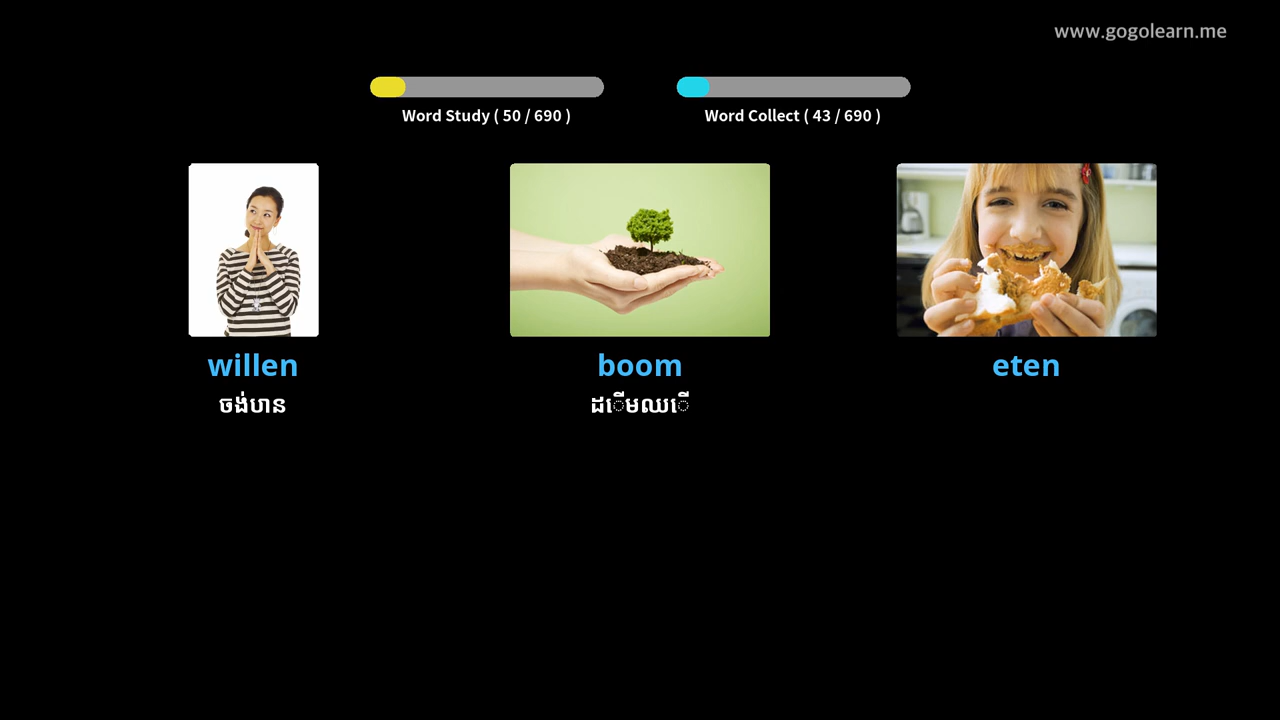 www.gogolearn.me
Word Study ( 50 / 690 )
Word Collect ( 43 / 690 )
willen
boom
eten
ចង់បាន
ដើមឈើ